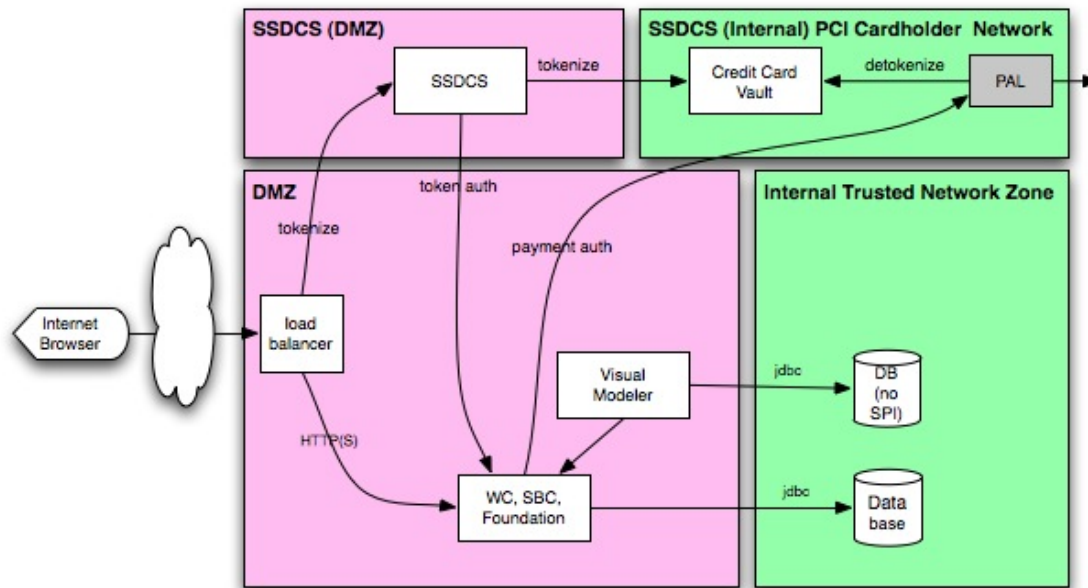 SSDCS (DMZ)
SSDCS (Internal) PCI Cardholder Network
SSDCS
tokenize
Credit Card
Vault
detokenize
PAL
DMZ
token auth
Internal Trusted Network Zone
tokenize
payment auth
Internet
Browser
load
balancer
Visual
Modeler
jdbc
DB
(no
SPI)
HTTP(S)
WC, SBC,
Foundation
jdbc
Data
base